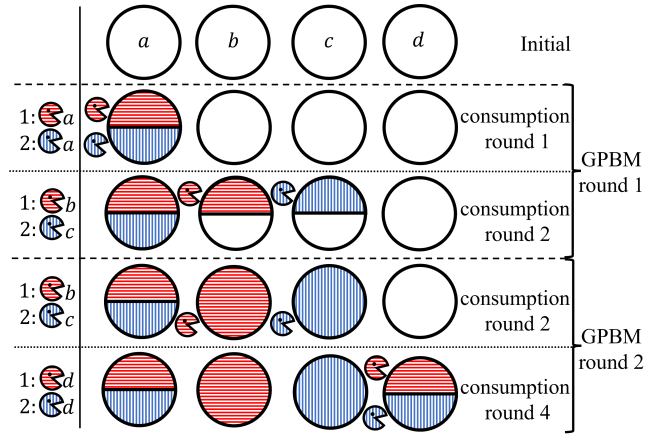 a b c d Initial
1: a
2: a
consumption
round 1
1: b
2: c
consumption
round 2
GPBM
round 1
1: b
2: c
consumption
round 2
1: d
2: d
consumption
round 4
GPBM
round 2